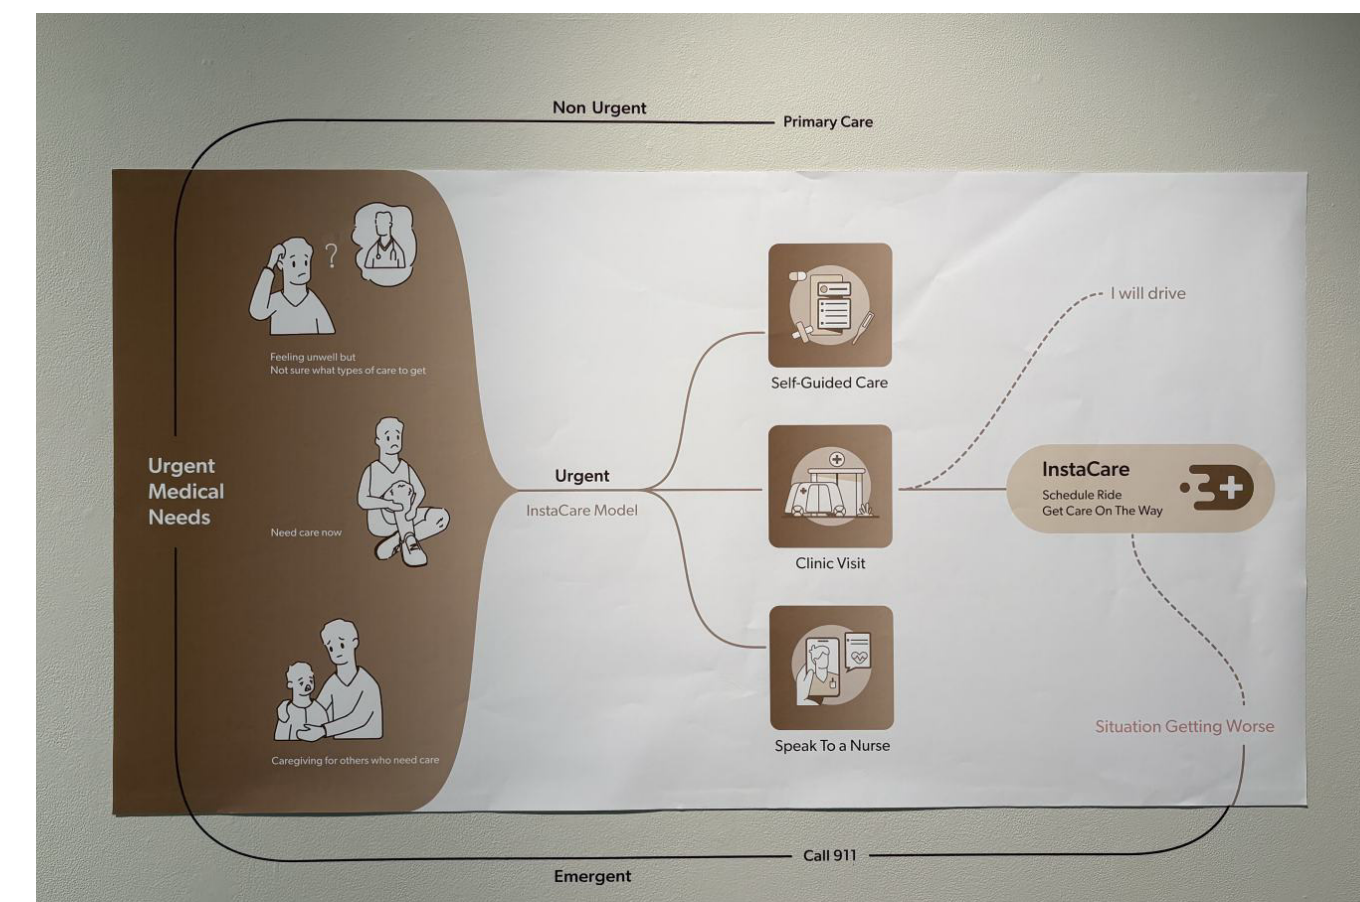 Non Urgent
Primary Care
?
Feeling unwell but
Not sure what types of care to get
I will drive
Self-Guided Care
Urgent
Medical
Needs
Need care now
Urgent
InstaCare Model
Clinic Visit
InstaCare
Schedule Ride
Get Care On The Way
Caregiving for others who need care
Speak To a Nurse
Situation Getting Worse
Call 911
Emergent